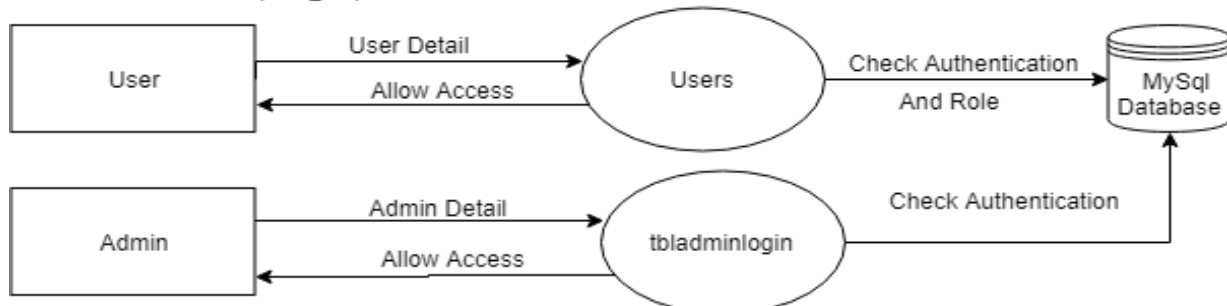 User Detail
User
Allow Access
Users
Check Authentication
And Role
MySql
Database
Admin Detail
Admin
Allow Access
tbladminlogin
Check Authentication